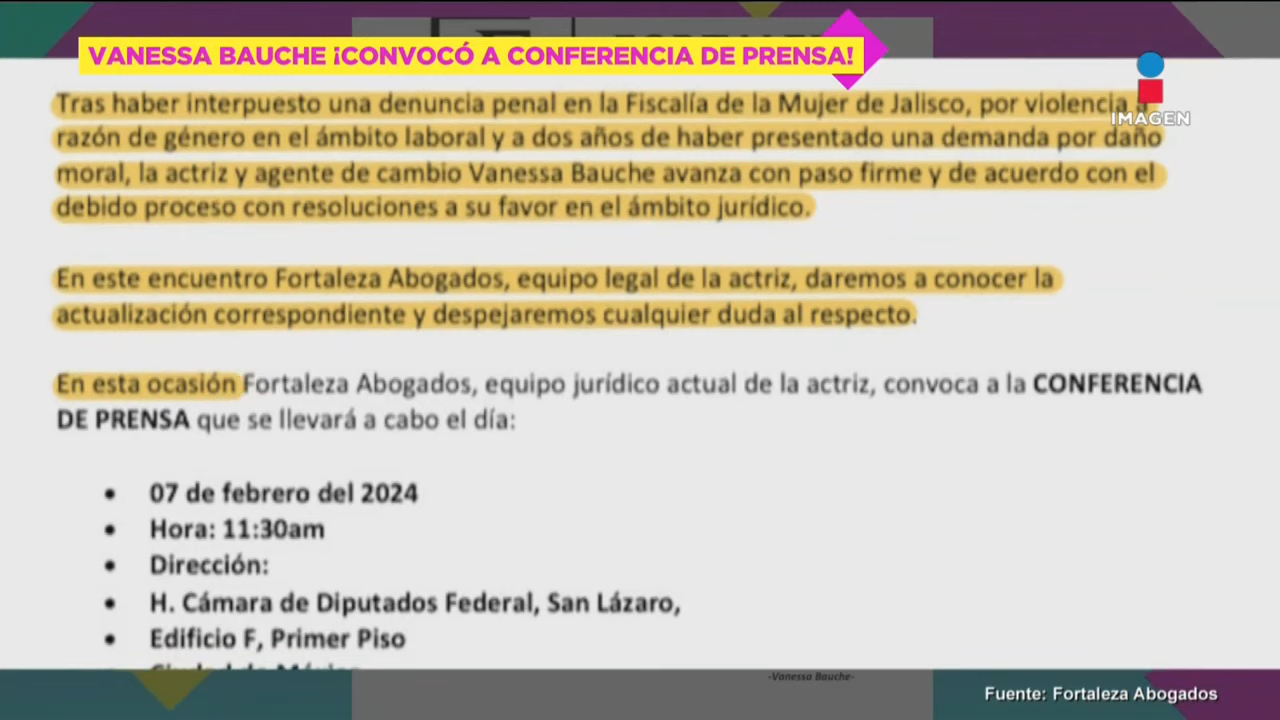 VANESSA BAUCHE ¡CONVOCÓ A CONFERENCIA DE PRENSA!
IMAGEN
Tras haber interpuesto una denuncia penal en la Fiscalía de la Mujer de Jalisco, por violencia a
razón de género en el ámbito laboral y a dos años de haber presentado una demanda por daño
moral, la actriz y agente de cambio Vanessa Bauche avanza con paso firme y de acuerdo con el
debido proceso con resoluciones a su favor en el ámbito jurídico.
En este encuentro Fortaleza Abogados, equipo legal de la actriz, daremos a conocer la
actualización correspondiente y despejaremos cualquier duda al respecto.
En esta ocasión Fortaleza Abogados, equipo jurídico actual de la actriz, convoca a la CONFERENCIA
DE PRENSA que se llevará a cabo el día:
• 07 de febrero del 2024
• Hora: 11:30am
• Dirección:
• H. Cámara de Diputados Federal, San Lázaro,
• Edificio F, Primer Piso
-Vanessa Bauche-
Fuente: Fortaleza Abogados